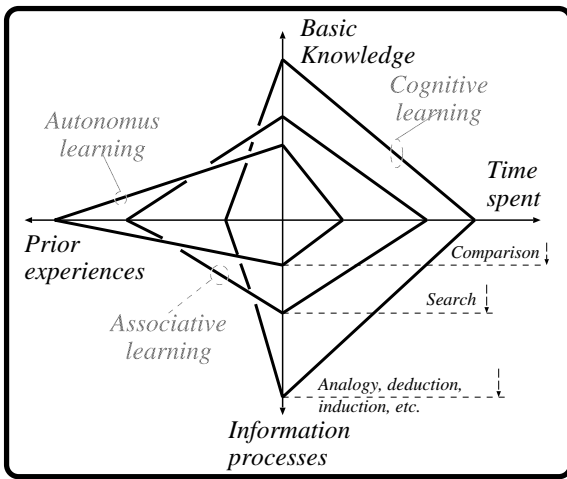 Basic
Knowledge
Cognitive
learning
Autonomus
learning
Time
spent
Prior
experiences
Comparison
Search
Associative
learning
Analogy, deduction,
induction, etc.
Information
processes